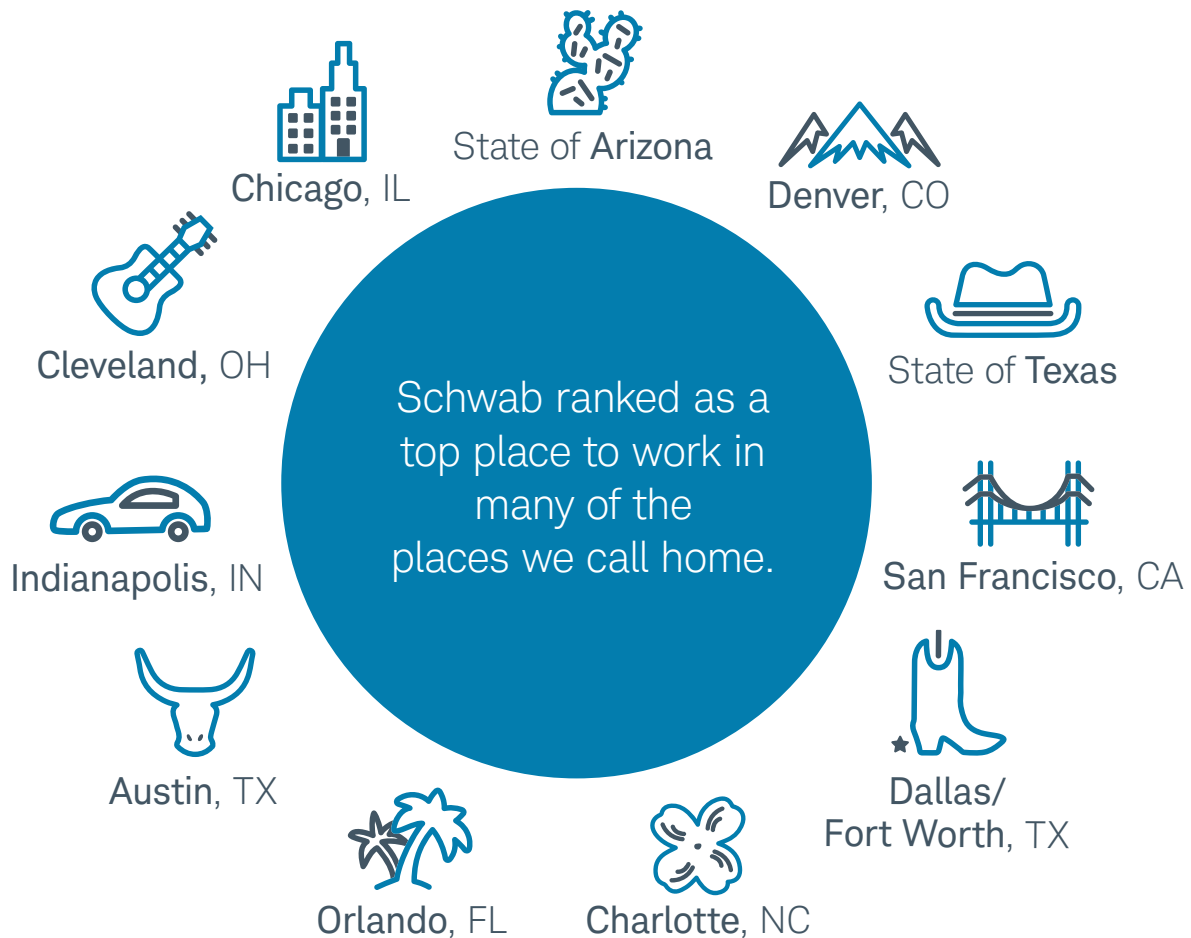 State of Arizona
Chicago, IL
Denver, CO
Cleveland, OH
State of Texas
Schwab ranked as a
top place to work in
many of the
places we call home.
Indianapolis, IN
San Francisco, CA
Austin, TX
Dallas/
Fort Worth, TX
Orlando, FL
Charlotte, NC